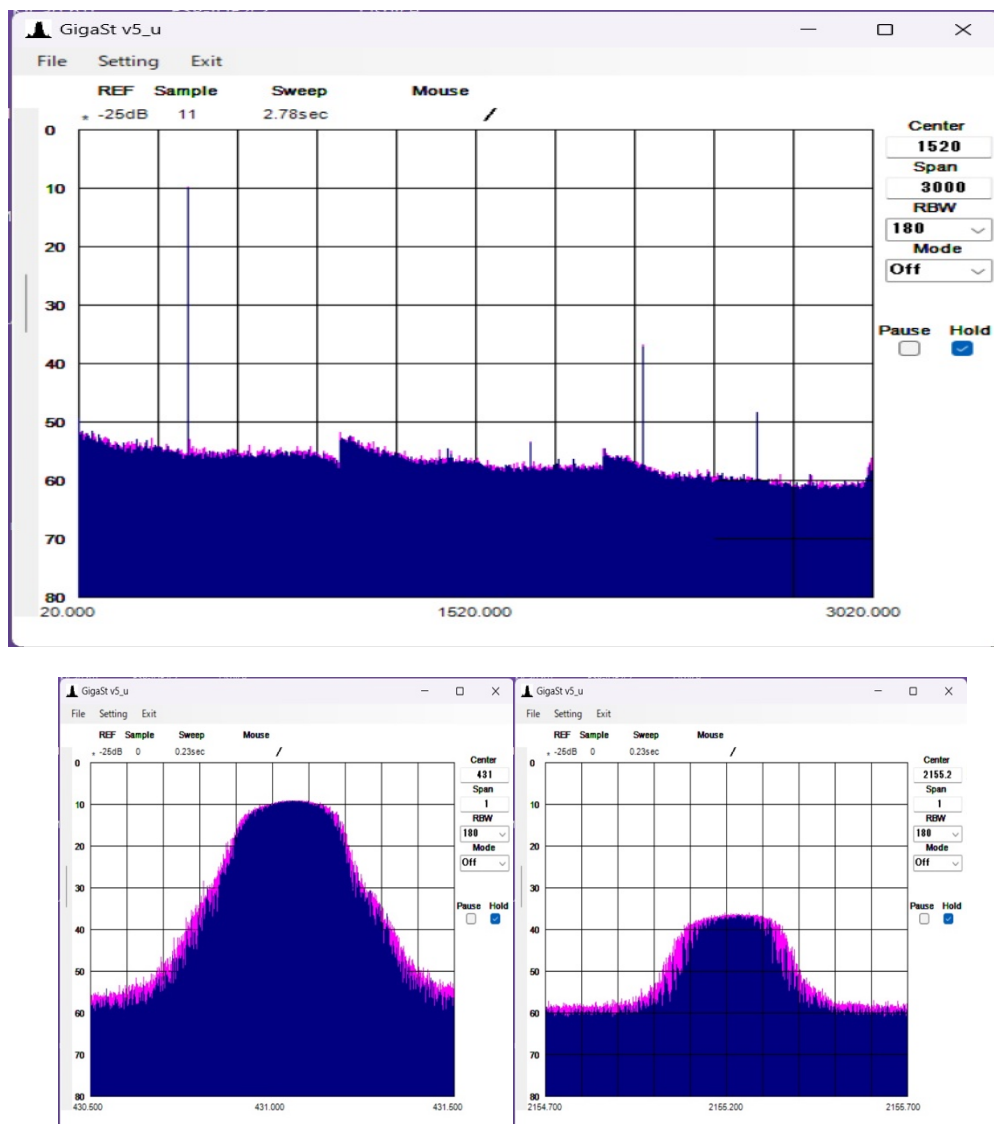 GigaSt v5_u
File Setting Exit
REF Sample Sweep Mouse
* -25dB 11 2.78sec /
0
10
20
30
40
50
60
70
80
20.000 1520.000 3020.000
Center
1520
Span
3000
RBW
180
Mode
Off
Pause Hold
GigaSt v5_u
File Setting Exit
REF Sample Sweep Mouse
* -25dB 0 0.23sec /
0
10
20
30
40
50
60
70
80
430.500 431.000 431.500
Center
431
Span
1
RBW
180
Mode
Off
Pause Hold
GigaSt v5_u
File Setting Exit
REF Sample Sweep Mouse
* -25dB 0 0.23sec /
0
10
20
30
40
50
60
70
80
2154.700 2155.200 2155.700
Center
2155.2
Span
1
RBW
180
Mode
Off
Pause Hold